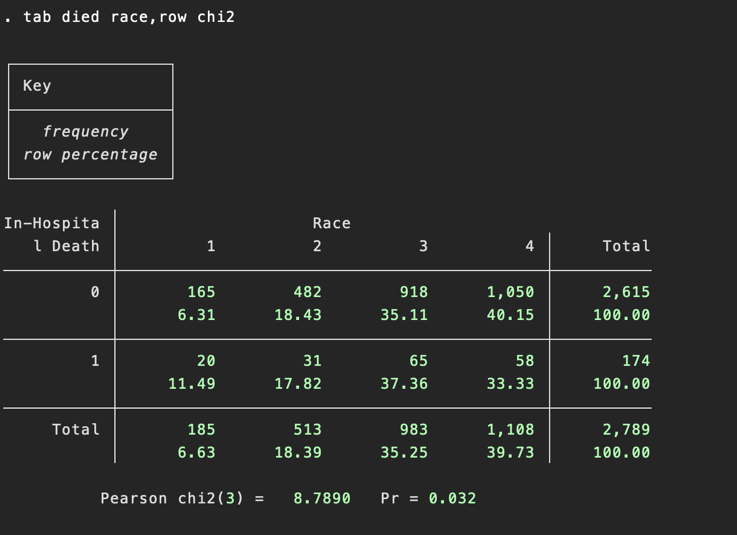 . tab died race,row chi2
Key
frequency
row percentage
In-Hospita Race
l Death 1 2 3 4 Total
0 165 482 918 1,050 2,615
6.31 18.43 35.11 40.15 100.00
1 20 31 65 58 174
11.49 17.82 37.36 33.33 100.00
Total 185 513 983 1,108 2,789
6.63 18.39 35.25 39.73 100.00
Pearson chi2(3) = 8.7890 Pr = 0.032